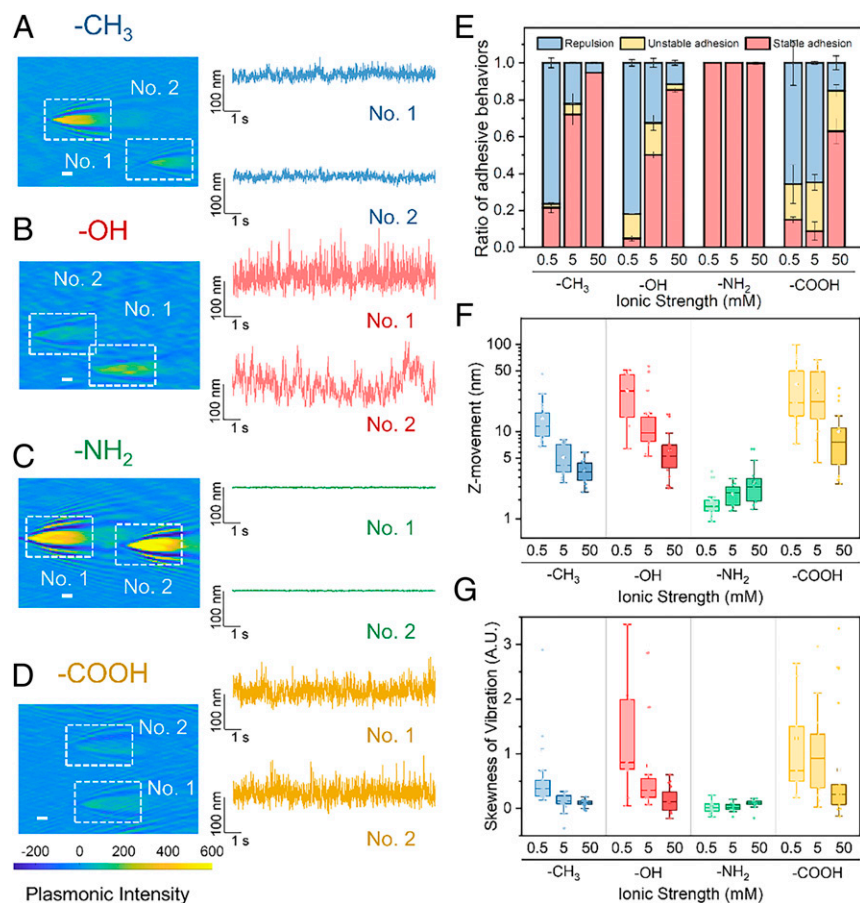 A
-CH₃
No. 2
No. 1
100 nm
1 s
No. 1
100 nm
1 s
No. 2
B
-OH
No. 2
No. 1
100 nm
1 s
No. 1
100 nm
1 s
No. 2
C
-NH₂
No. 1
No. 2
100 nm
1 s
No. 1
100 nm
1 s
No. 2
D
-COOH
No. 2
No. 1
100 nm
1 s
No. 1
100 nm
1 s
No. 2
-200 0 200 400 600
Plasmonic Intensity
E
Repulsion Unstable adhesion Stable adhesion
Ratio of adhesive behaviors
1.0
0.8
0.6
0.4
0.2
0.0
0.5 5 50 0.5 5 50 0.5 5 50 0.5 5 50
-CH₃ -OH -NH₂ -COOH
Ionic Strength (mM)
F
Z-movement (nm)
100
50
10
5
1
0.5 5 50 0.5 5 50 0.5 5 50 0.5 5 50
-CH₃ -OH -NH₂ -COOH
Ionic Strength (mM)
G
Skewness of Vibration (A.U.)
3
2
1
0
0.5 5 50 0.5 5 50 0.5 5 50 0.5 5 50
-CH₃ -OH -NH₂ -COOH
Ionic Strength (mM)